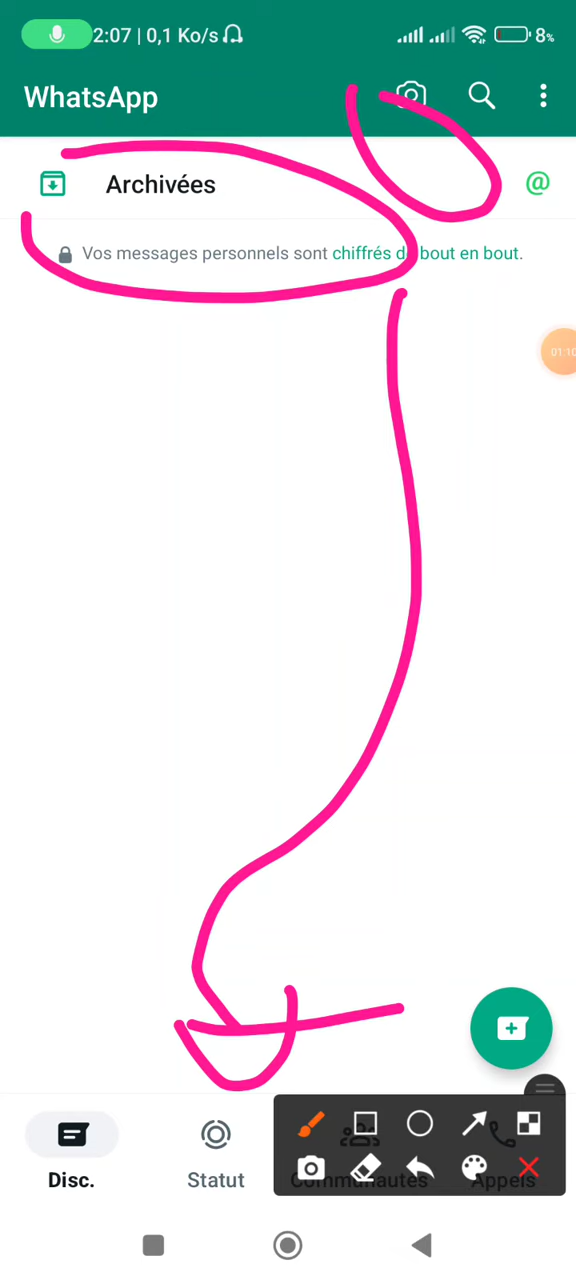 2:07 | 0,1 Ko/s 8%
WhatsApp
Archivées @
Vos messages personnels sont chiffrés de bout en bout.
01:10
Disc. Statut Communautés Appels